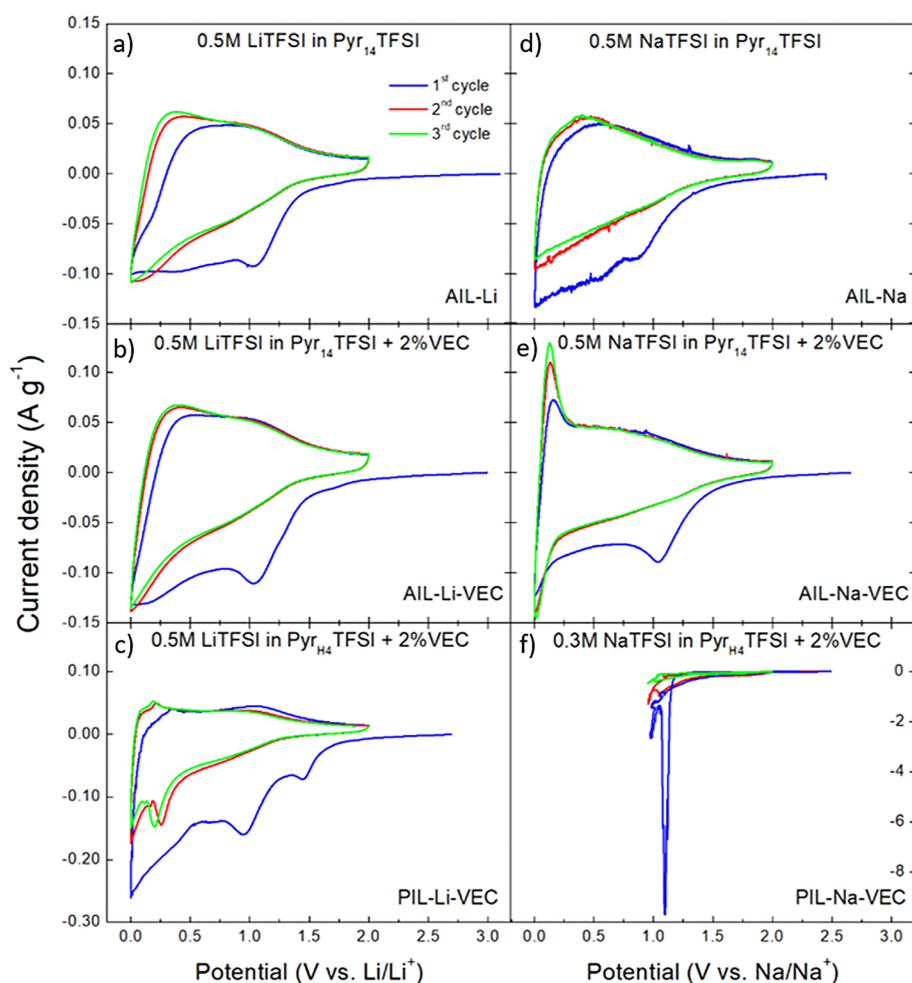 a) 0.5M LiTFSI in Pyr₁₄TFSI
1ˢᵗ cycle
2ⁿᵈ cycle
3ʳᵈ cycle
AIL-Li
0.15
0.10
0.05
0.00
-0.05
-0.10
-0.15
d) 0.5M NaTFSI in Pyr₁₄TFSI
AIL-Na
b) 0.5M LiTFSI in Pyr₁₄TFSI + 2%VEC
AIL-Li-VEC
0.10
0.05
0.00
-0.05
-0.10
-0.15
e) 0.5M NaTFSI in Pyr₁₄TFSI + 2%VEC
AIL-Na-VEC
c) 0.5M LiTFSI in Pyr_H4TFSI + 2%VEC
PIL-Li-VEC
0.10
0.00
-0.10
-0.20
-0.30
f) 0.3M NaTFSI in Pyr_H4TFSI + 2%VEC
0
-2
-4
-6
-8
PIL-Na-VEC
Current density (A g⁻¹)
0.0 0.5 1.0 1.5 2.0 2.5 3.0
0.0 0.5 1.0 1.5 2.0 2.5 3.0
Potential (V vs. Li/Li⁺)
Potential (V vs. Na/Na⁺)